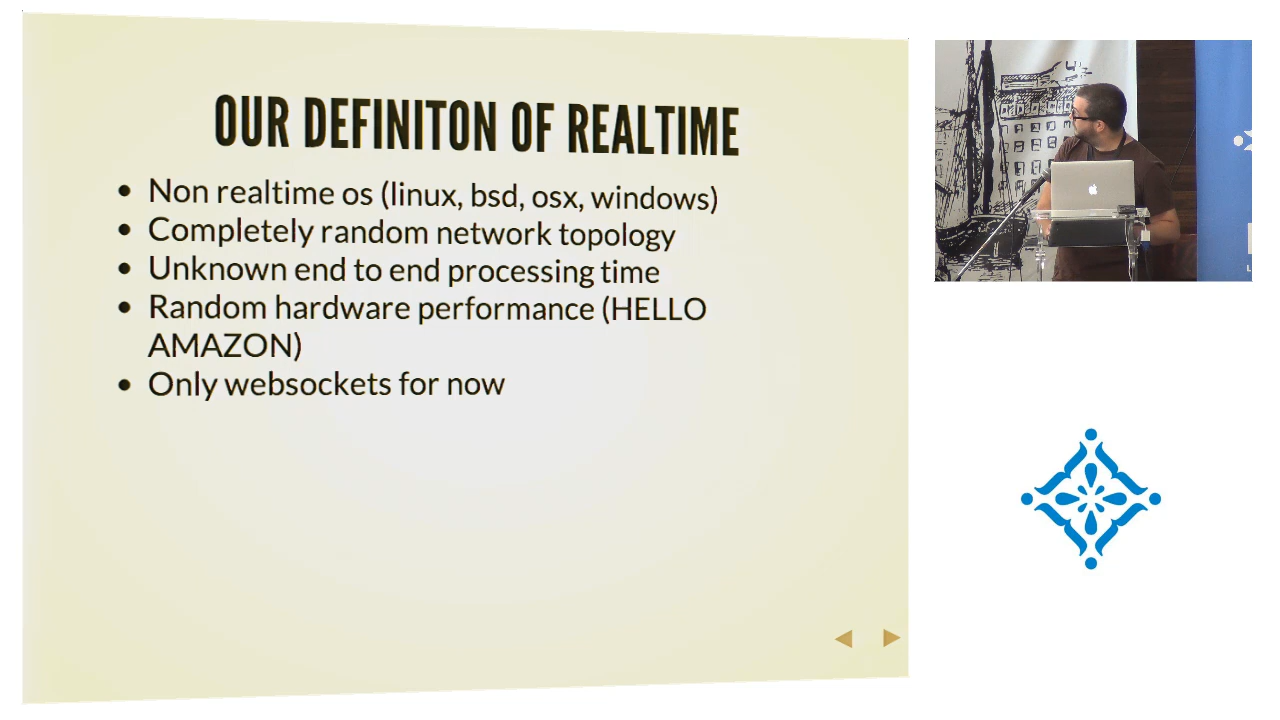 OUR DEFINITON OF REALTIME
Non realtime os (linux, bsd, osx, windows)
Completely random network topology
Unknown end to end processing time
Random hardware performance (HELLO
AMAZON)
Only websockets for now